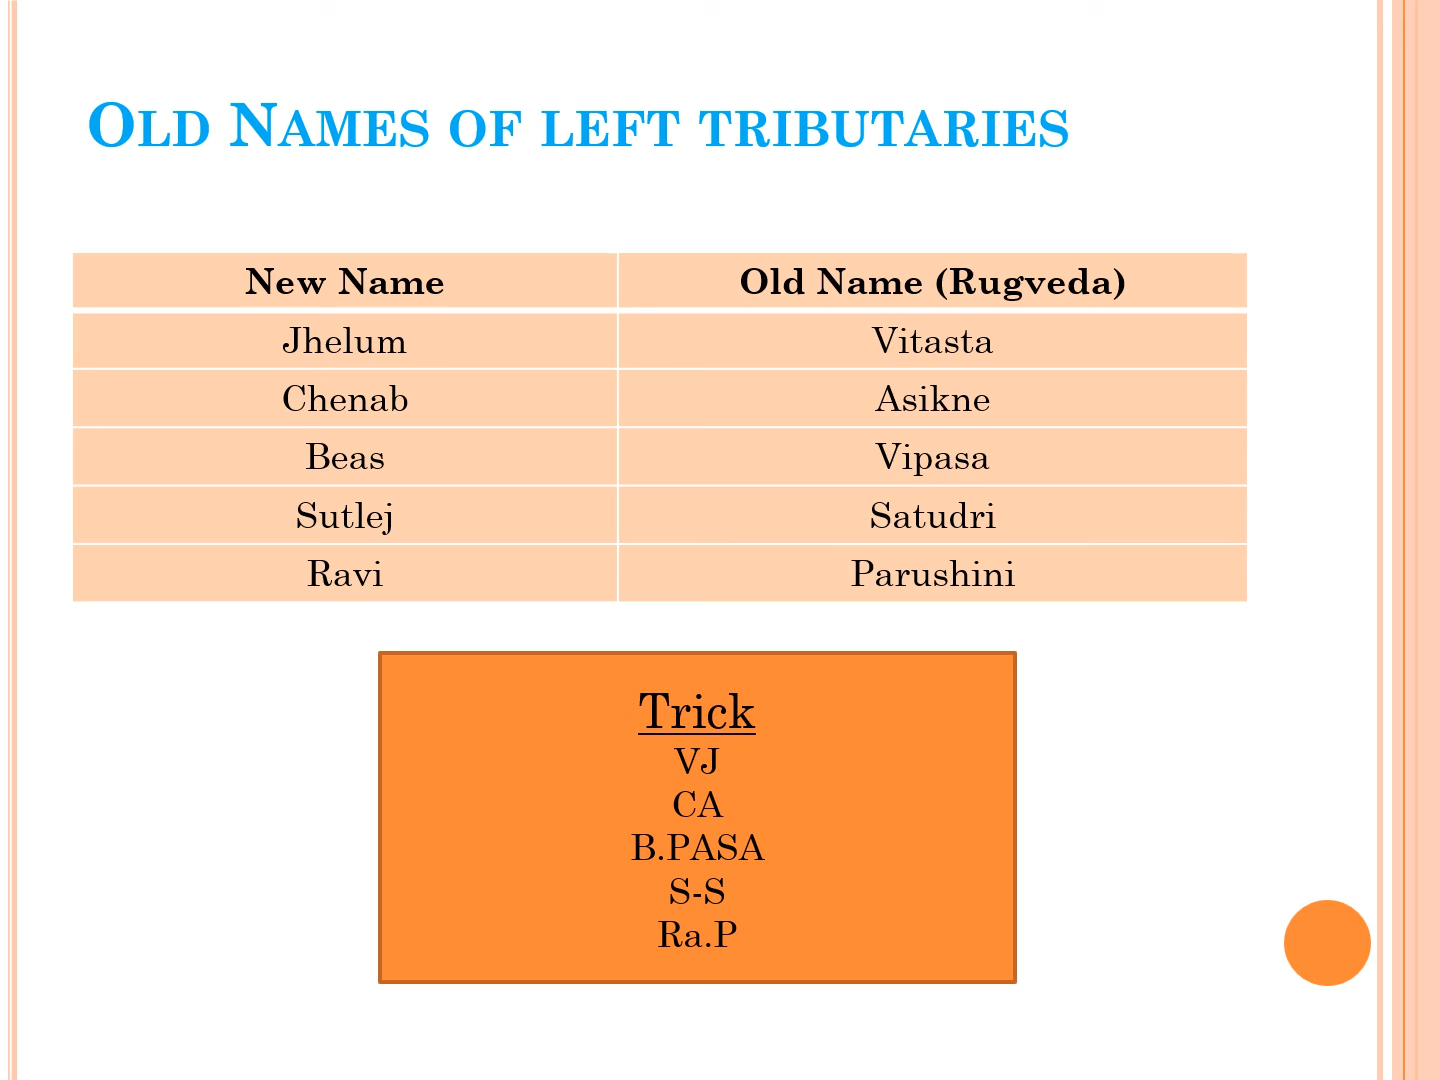 Old Names of left tributaries
New Name Old Name (Rugveda)
Jhelum Vitasta
Chenab Asikne
Beas Vipasa
Sutlej Satudri
Ravi Parushini
Trick
VJ
CA
B.PASA
S-S
Ra.P